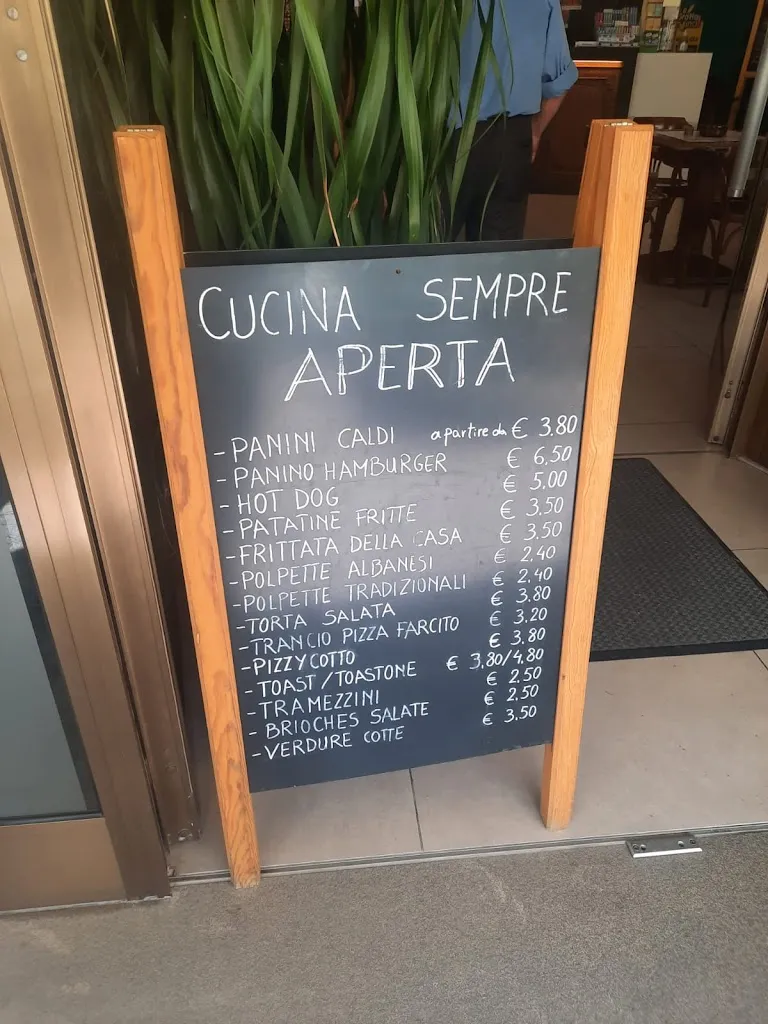 CUCINA SEMPRE
APERTA
- PANINI CALDI a partire da € 3,80
- PANINO HAMBURGER € 6,50
- HOT DOG € 5.00
- PATATINE FRITTE € 3,50
- FRITTATA DELLA CASA € 3,50
- POLPETTE ALBANESI € 2,40
- POLPETTE TRADIZIONALI € 2,40
- TORTA SALATA € 3,80
- TRANCIO PIZZA FARCITO € 3,20
- PIZZYCOTTO € 3,80
- TOAST / TOASTONE € 3,80/4,80
- TRAMEZZINI € 2,50
- BRIOCHES SALATE € 2,50
- VERDURE COTTE € 3,50